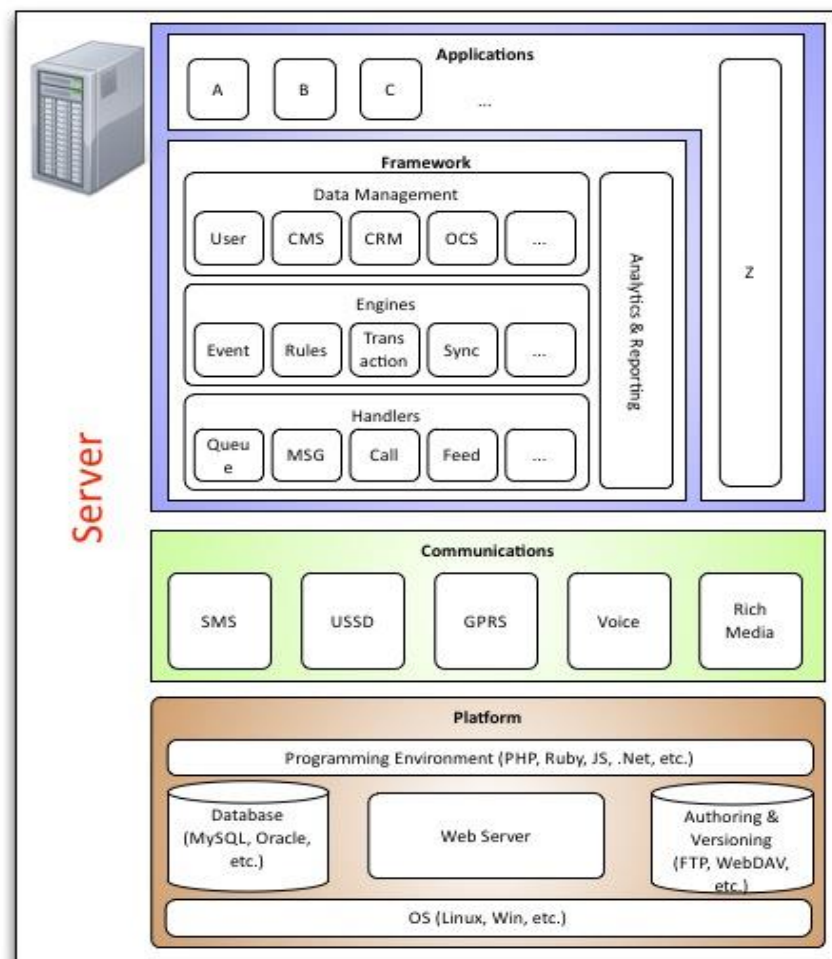 Applications
A
B
C
...
Z
Framework
Data Management
User
CMS
CRM
OCS
...
Engines
Event
Rules
Trans
action
Sync
...
Handlers
Queu
e
MSG
Call
Feed
...
Analytics & Reporting
Server
Communications
SMS
USSD
GPRS
Voice
Rich
Media
Platform
Programming Environment (PHP, Ruby, JS, .Net, etc.)
Database
(MySQL, Oracle,
etc.)
Web Server
Authoring &
Versioning
(FTP, WebDAV,
etc.)
OS (Linux, Win, etc.)